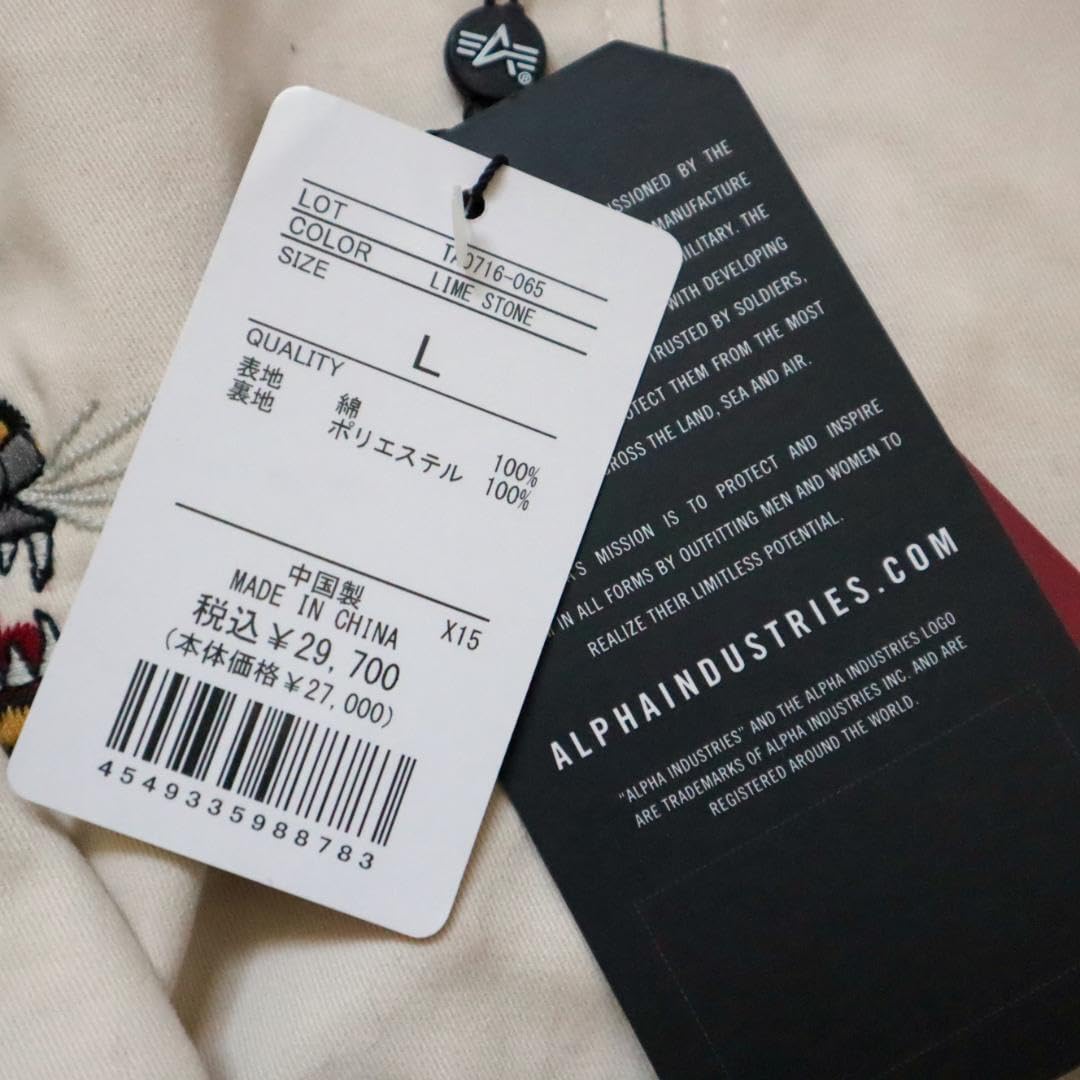 LOT TA0716-065
COLOR LIME STONE
SIZE
L
QUALITY
表地 綿 100%
裏地 ポリエステル 100%
中国製
MADE IN CHINA X15
税込¥29,700
(本体価格¥27,000)
4549335988783
THE
MANUFACTURE
THE
WITH DEVELOPING
TRUSTED BY SOLDIERS,
THEM FROM THE MOST
THE LAND, SEA AND AIR.
MISSION IS TO PROTECT AND INSPIRE
IN ALL FORMS BY OUTFITTING MEN AND WOMEN TO
REALIZE THEIR LIMITLESS POTENTIAL.
ALPHAINDUSTRIES.COM
"ALPHA INDUSTRIES" AND THE ALPHA INDUSTRIES LOGO
ARE TRADEMARKS OF ALPHA INDUSTRIES INC. AND ARE
REGISTERED AROUND THE WORLD.